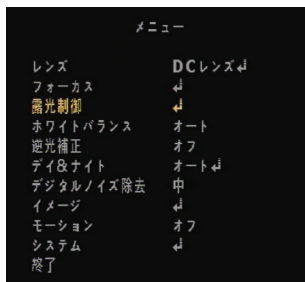 メニュー
レンズ DCレンズ↲
フォーカス ↲
露光制御 ↲
ホワイトバランス オート
逆光補正 オフ
デイ&ナイト オート↲
デジタルノイズ除去 中
イメージ ↲
モーション オフ
システム ↲
終了